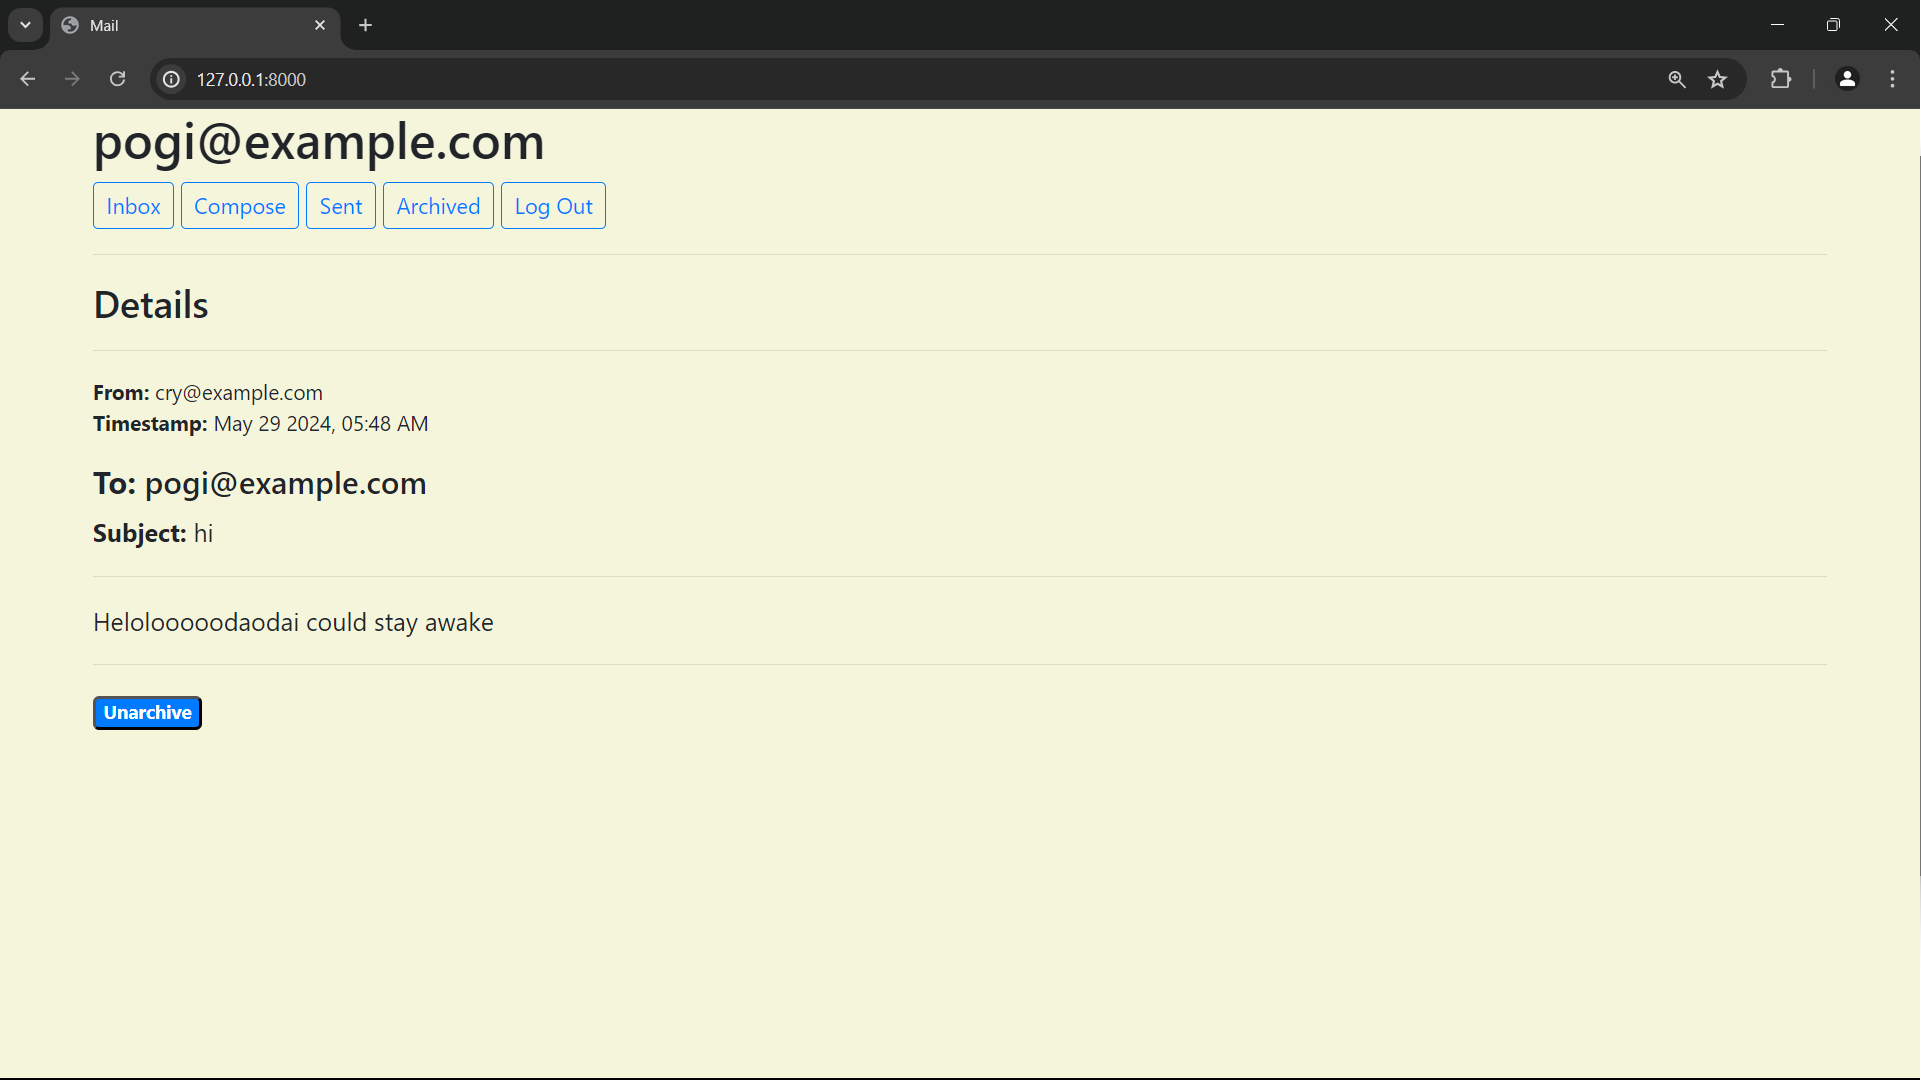 Mail
127.0.0.1:8000
pogi@example.com
Inbox Compose Sent Archived Log Out
Details
From: cry@example.com
Timestamp: May 29 2024, 05:48 AM
To: pogi@example.com
Subject: hi
Helolooooodaodai could stay awake
Unarchive